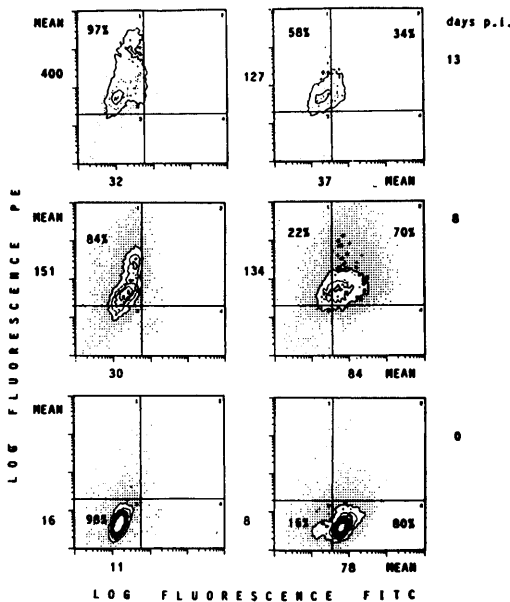 MEAN 97% 58% 34% days p.i.
400 127 13
32 37 MEAN
MEAN 84% 22% 70% 8
151 134
30 84 MEAN
MEAN 0
16 98% 8 16% 80%
11 78 MEAN
LOG FLUORESCENCE PE
LOG FLUORESCENCE FITC